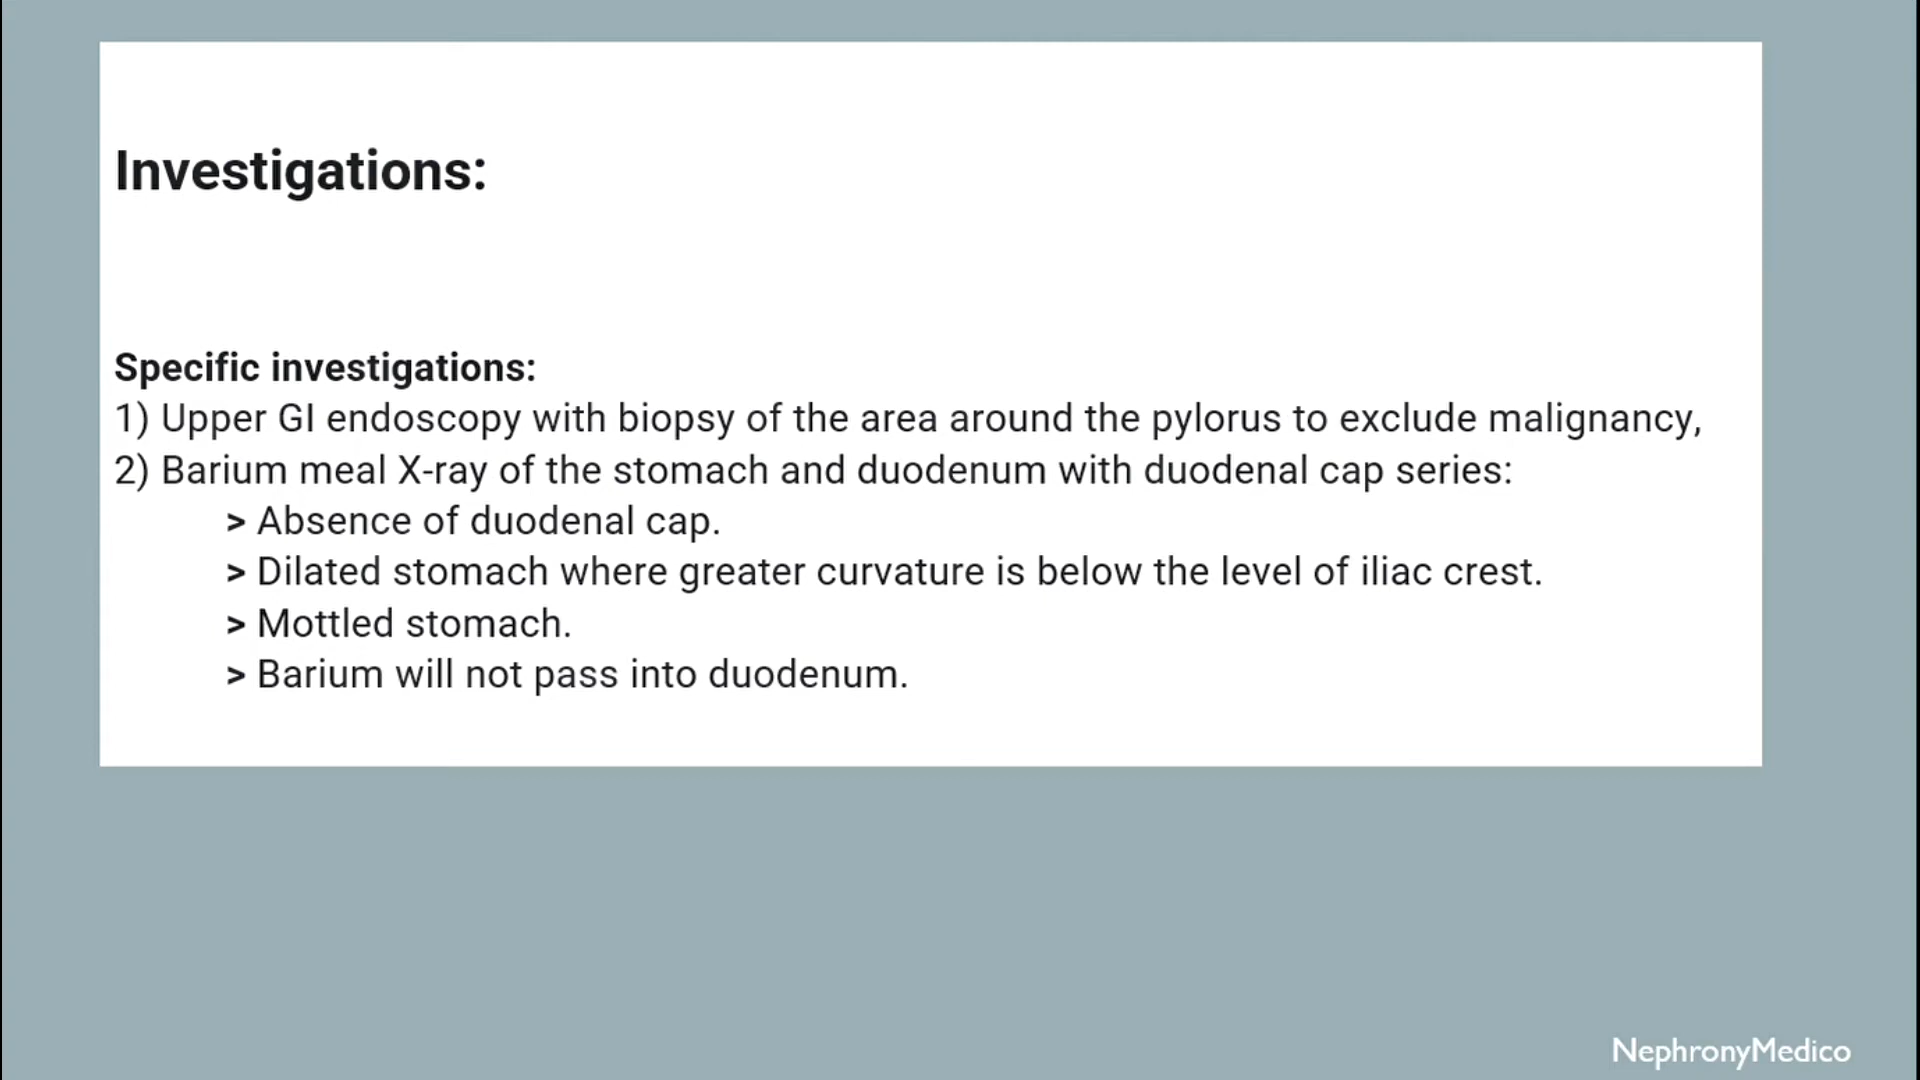 Investigations:
Specific investigations:
1) Upper GI endoscopy with biopsy of the area around the pylorus to exclude malignancy,
2) Barium meal X-ray of the stomach and duodenum with duodenal cap series:
> Absence of duodenal cap.
> Dilated stomach where greater curvature is below the level of iliac crest.
> Mottled stomach.
> Barium will not pass into duodenum.
NephronyMedico